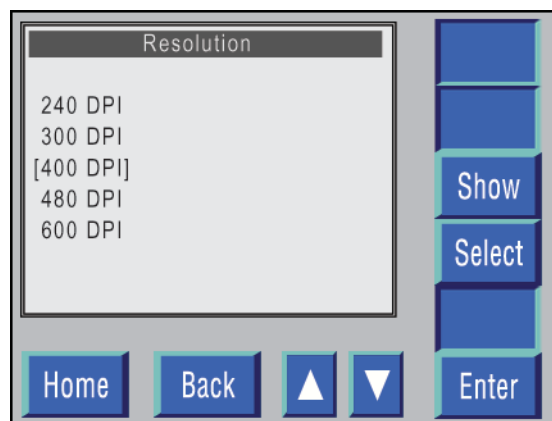 Resolution
240 DPI
300 DPI
[400 DPI]
480 DPI
600 DPI
Show
Select
Home
Back
Enter